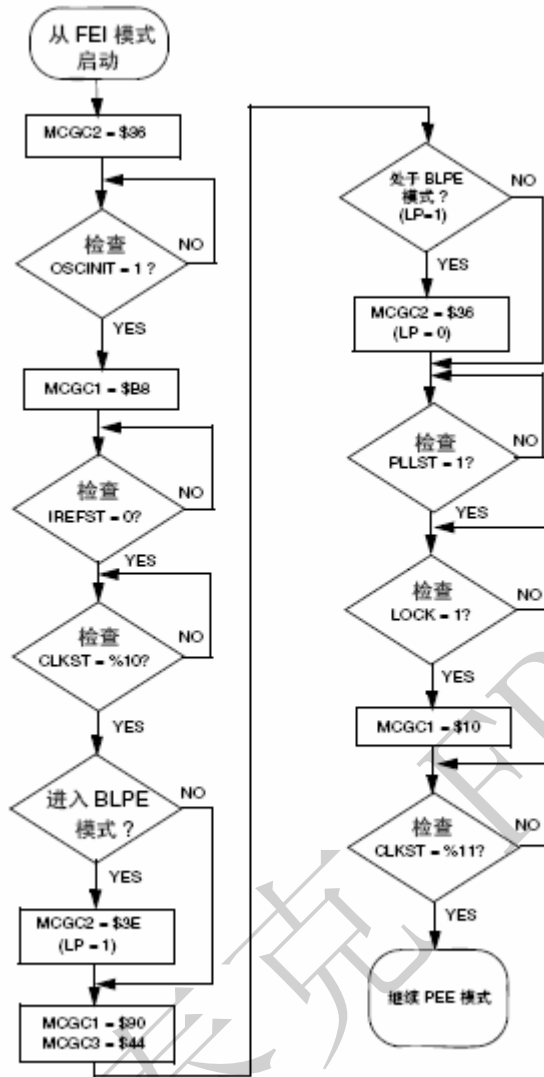 从 FEI 模式
启动
MCGC2 = $36
检查
OSCINIT = 1 ?
NO
YES
MCGC1 = $B8
检查
IREFST = 0?
NO
YES
检查
CLKST = %10?
NO
YES
进入 BLPE
模式 ?
NO
YES
MCGC2 = $3E
(LP = 1)
MCGC1 = $90
MCGC3 = $44
处于 BLPE
模式 ?
(LP=1)
NO
YES
MCGC2 = $36
(LP = 0)
检查
PLLST = 1?
NO
YES
检查
LOCK = 1?
NO
YES
MCGC1 = $10
检查
CLKST = %11?
NO
YES
继续 PEE 模式
麦克